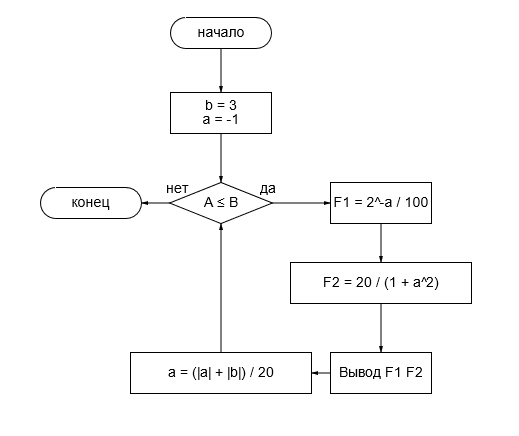 начало
b = 3
a = -1
нет
да
конец
A ≤ B
F1 = 2^-a / 100
F2 = 20 / (1 + a^2)
a = (|a| + |b|) / 20
Вывод F1 F2